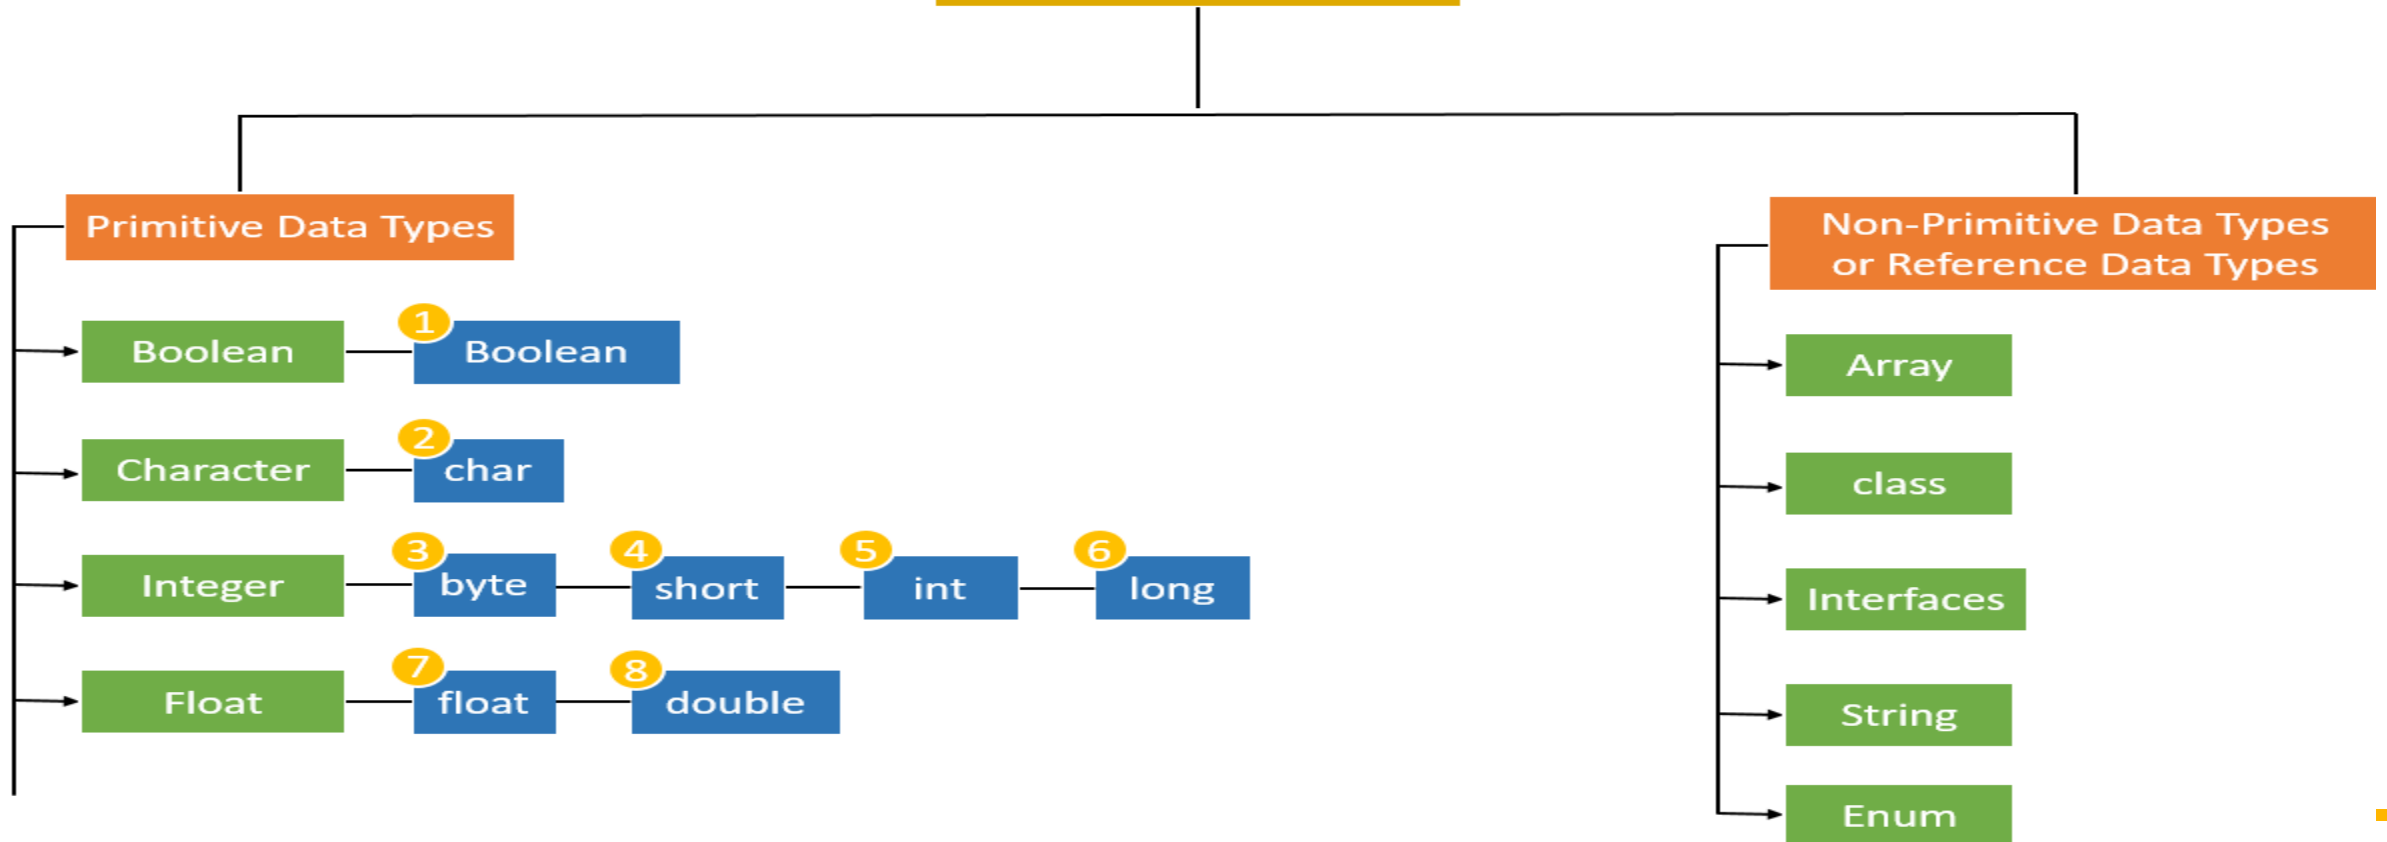 Primitive Data Types
Non-Primitive Data Types
or Reference Data Types
1
Boolean
Boolean
2
Character
char
3
4
5
6
Integer
byte
short
int
long
7
8
Float
float
double
Array
class
Interfaces
String
Enum